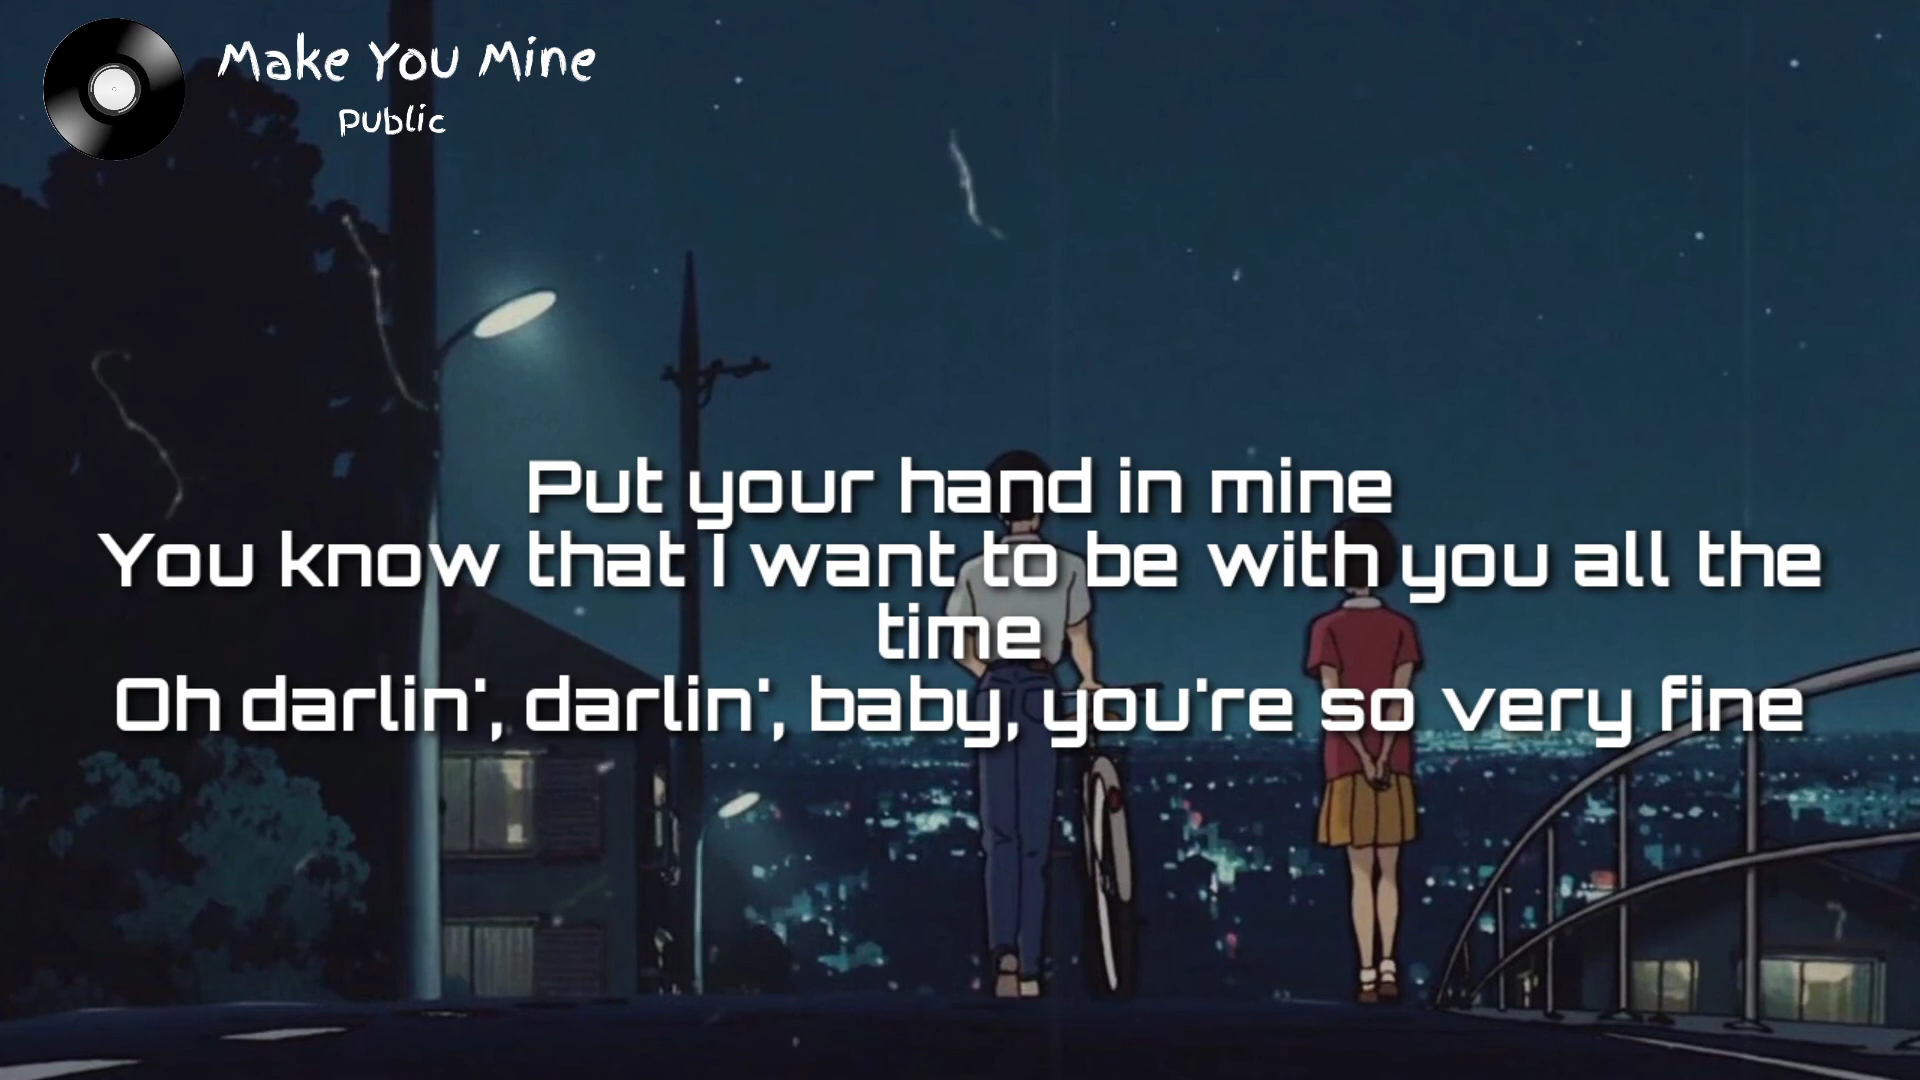 Make You Mine
Public
Put your hand in mine
You know that I want to be with you all the
time
Oh darlin', darlin', baby, you're so very fine